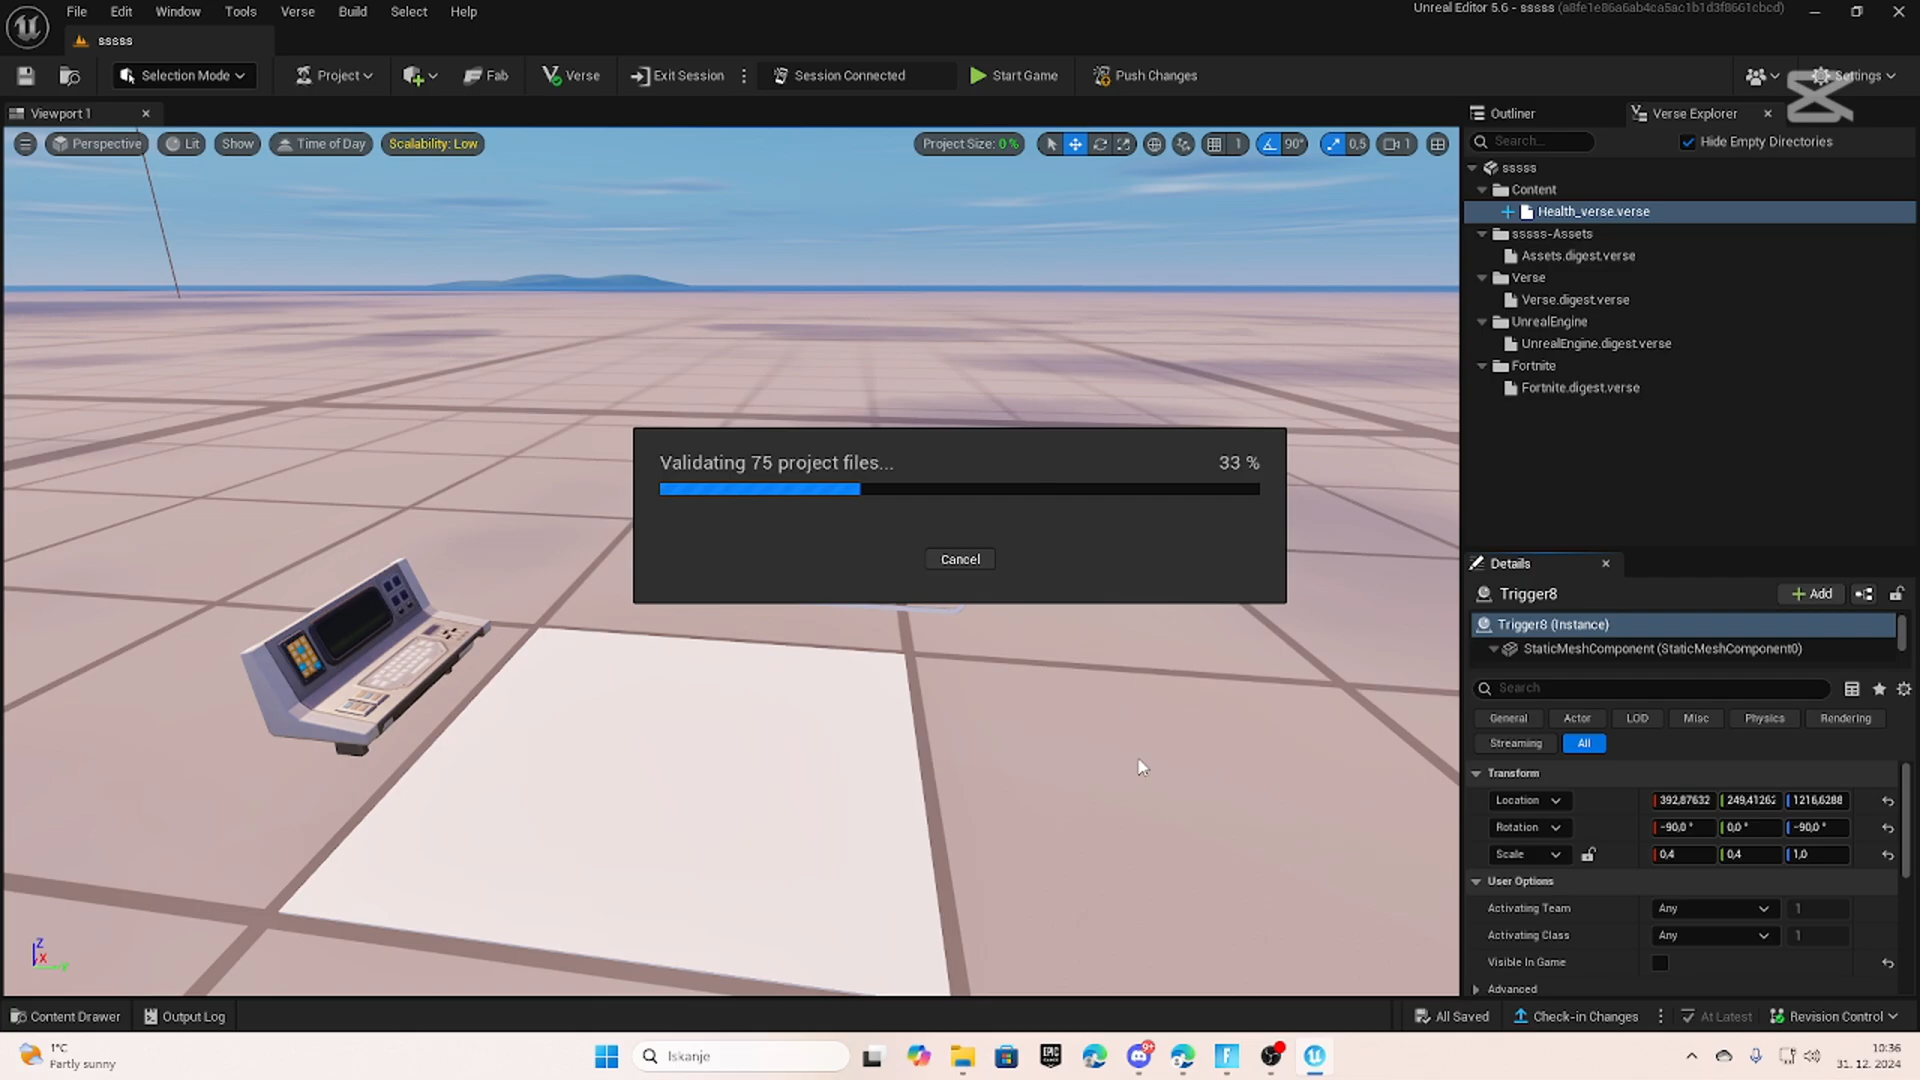 File Edit Window Tools Verse Build Select Help
Unreal Editor 5.6 - sssss (a8fe1e86a6ab4ca5ac1b1d3f8661cbcd)
sssss
Selection Mode Project Fab Verse Exit Session Session Connected Start Game Push Changes Settings
Viewport 1
Perspective Lit Show Time of Day Scalability: Low Project Size: 0 % 1 90° 0,5 1
Outliner Verse Explorer
Search... Hide Empty Directories
sssss
Content
Health_verse.verse
sssss-Assets
Assets.digest.verse
Verse
Verse.digest.verse
UnrealEngine
UnrealEngine.digest.verse
Fortnite
Fortnite.digest.verse
Validating 75 project files... 33 %
Cancel
Details
Trigger8 Add
Trigger8 (Instance)
StaticMeshComponent (StaticMeshComponent0)
Search
General Actor LOD Misc Physics Rendering
Streaming All
Transform
Location 392,87632 249,41262 1216,6288
Rotation -90,0 ° 0,0 ° -90,0 °
Scale 0,4 0,4 1,0
User Options
Activating Team Any 1
Activating Class Any 1
Visible In Game
Advanced
Z
X
Y
Content Drawer Output Log All Saved Check-in Changes At Latest Revision Control
1°C
Partly sunny
Iskanje
EPIC
9+
10:36
31. 12. 2024